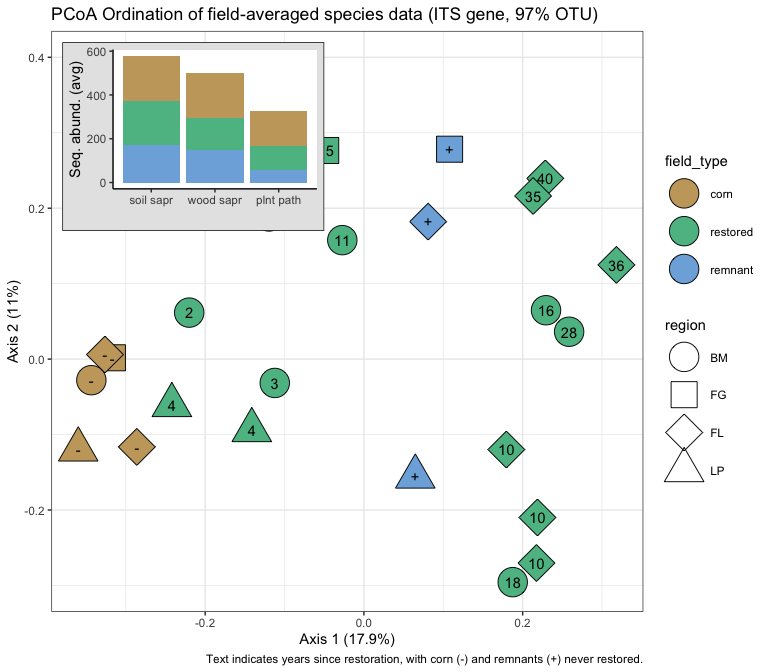 PCoA Ordination of field-averaged species data (ITS gene, 97% OTU)
0.4
0.2
0.0
-0.2
Axis 2 (11%)
Seq. abund. (avg)
600
400
200
0
soil sapr
wood sapr
plnt path
5
+
40
35
+
11
36
2
16
28
-
-
-
3
4
4
-
-
10
+
10
10
18
-0.2
0.0
0.2
Axis 1 (17.9%)
Text indicates years since restoration, with corn (-) and remnants (+) never restored.
field_type
corn
restored
remnant
region
BM
FG
FL
LP